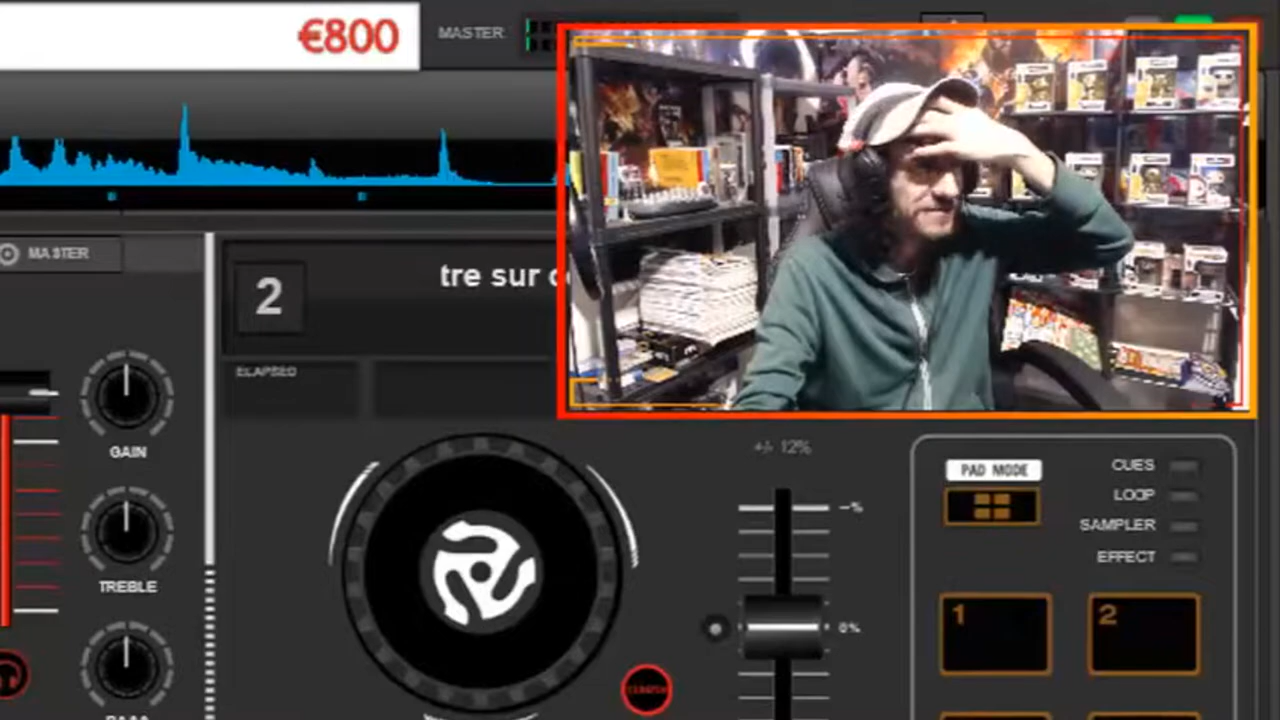 €800
MASTER
MASTER
2
tre sur
ELAPSED
GAIN
TREBLE
+/- 12%
-%
0%
PAD MODE
CUES
LOOP
SAMPLER
EFFECT
1
2